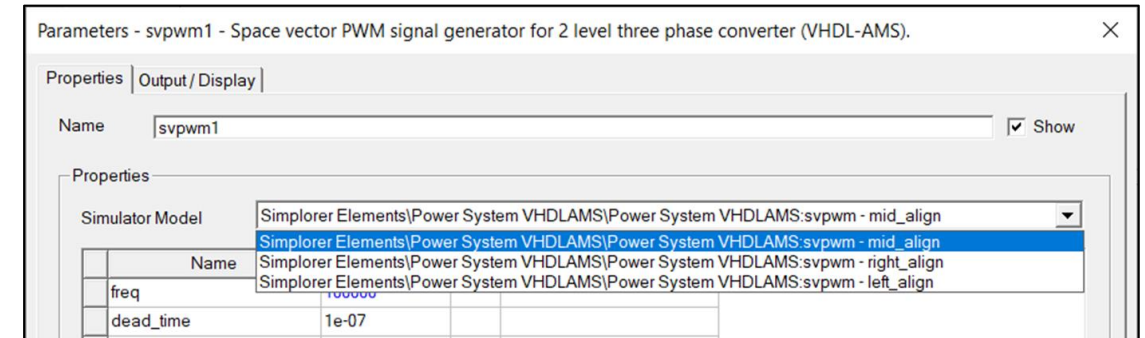 Parameters - svpwm1 - Space vector PWM signal generator for 2 level three phase converter (VHDL-AMS).
Properties Output / Display
Name svpwm1 Show
Properties
Simulator Model Simplorer Elements\Power System VHDLAMS\Power System VHDLAMS:svpwm - mid_align
Simplorer Elements\Power System VHDLAMS\Power System VHDLAMS:svpwm - mid_align
Name Simplorer Elements\Power System VHDLAMS\Power System VHDLAMS:svpwm - right_align
Simplorer Elements\Power System VHDLAMS\Power System VHDLAMS:svpwm - left_align
freq
dead_time 1e-07